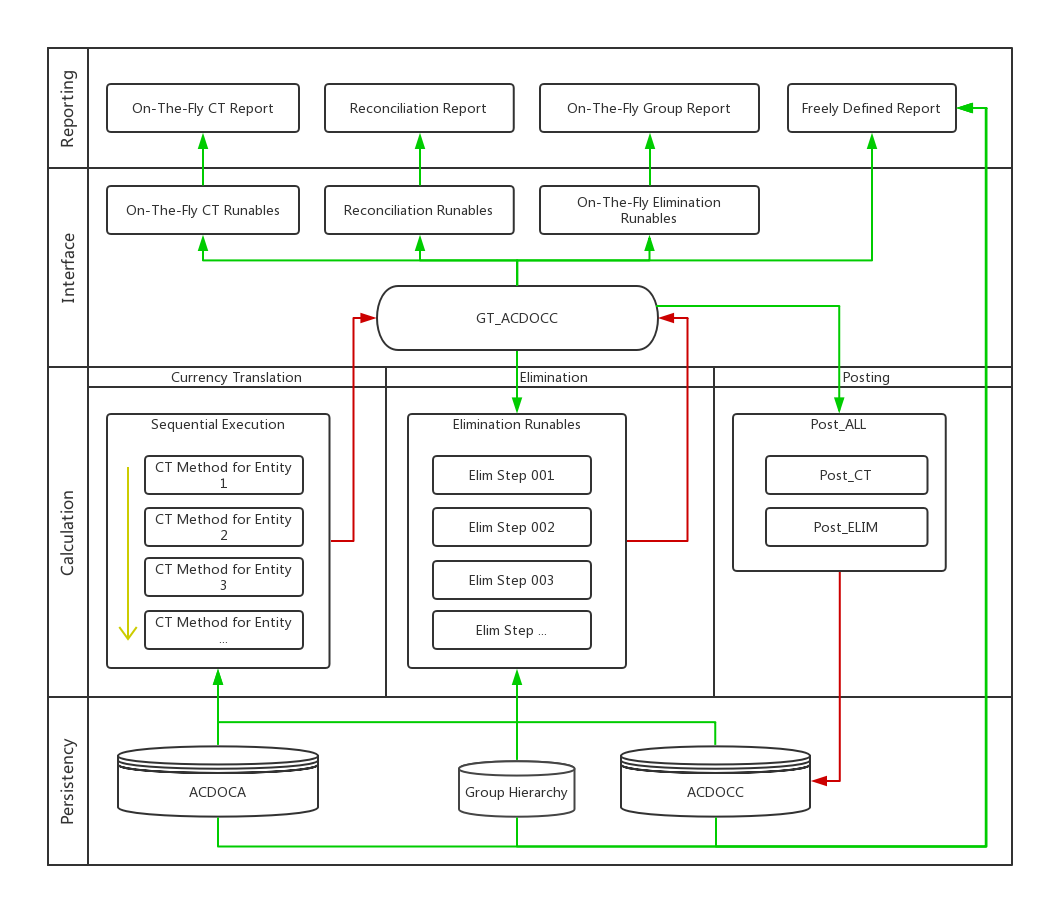 Reporting
On-The-Fly CT Report
Reconciliation Report
On-The-Fly Group Report
Freely Defined Report
Interface
On-The-Fly CT Runables
Reconciliation Runables
On-The-Fly Elimination
Runables
GT_ACDOCC
Calculation
Currency Translation
Elimination
Posting
Sequential Execution
CT Method for Entity
1
CT Method for Entity
2
CT Method for Entity
3
CT Method for Entity
...
Elimination Runables
Elim Step 001
Elim Step 002
Elim Step 003
Elim Step ...
Post_ALL
Post_CT
Post_ELIM
Persistency
ACDOCA
Group Hierarchy
ACDOCC